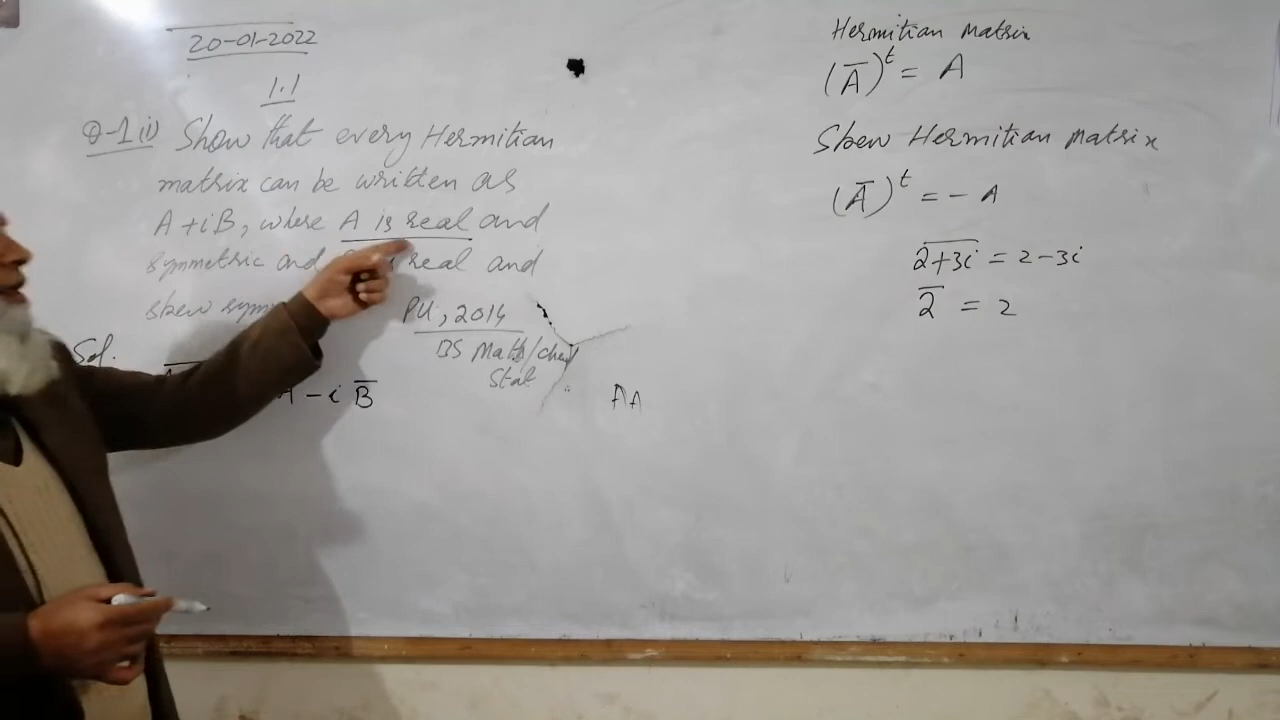 20-01-2022
1.1
Q-1(i) Show that every Hermitian
matrix can be written as
A+iB, where A is real and
symmetric and real and
skew
PU, 2014
BS Math/
Stat
Sol.
- i B̅
AA
Hermitian Matrix
(A̅)ᵗ = A
Skew Hermitian Matrix
(A̅)ᵗ = - A
2̅+̅3̅i̅ = 2-3i
2̅ = 2